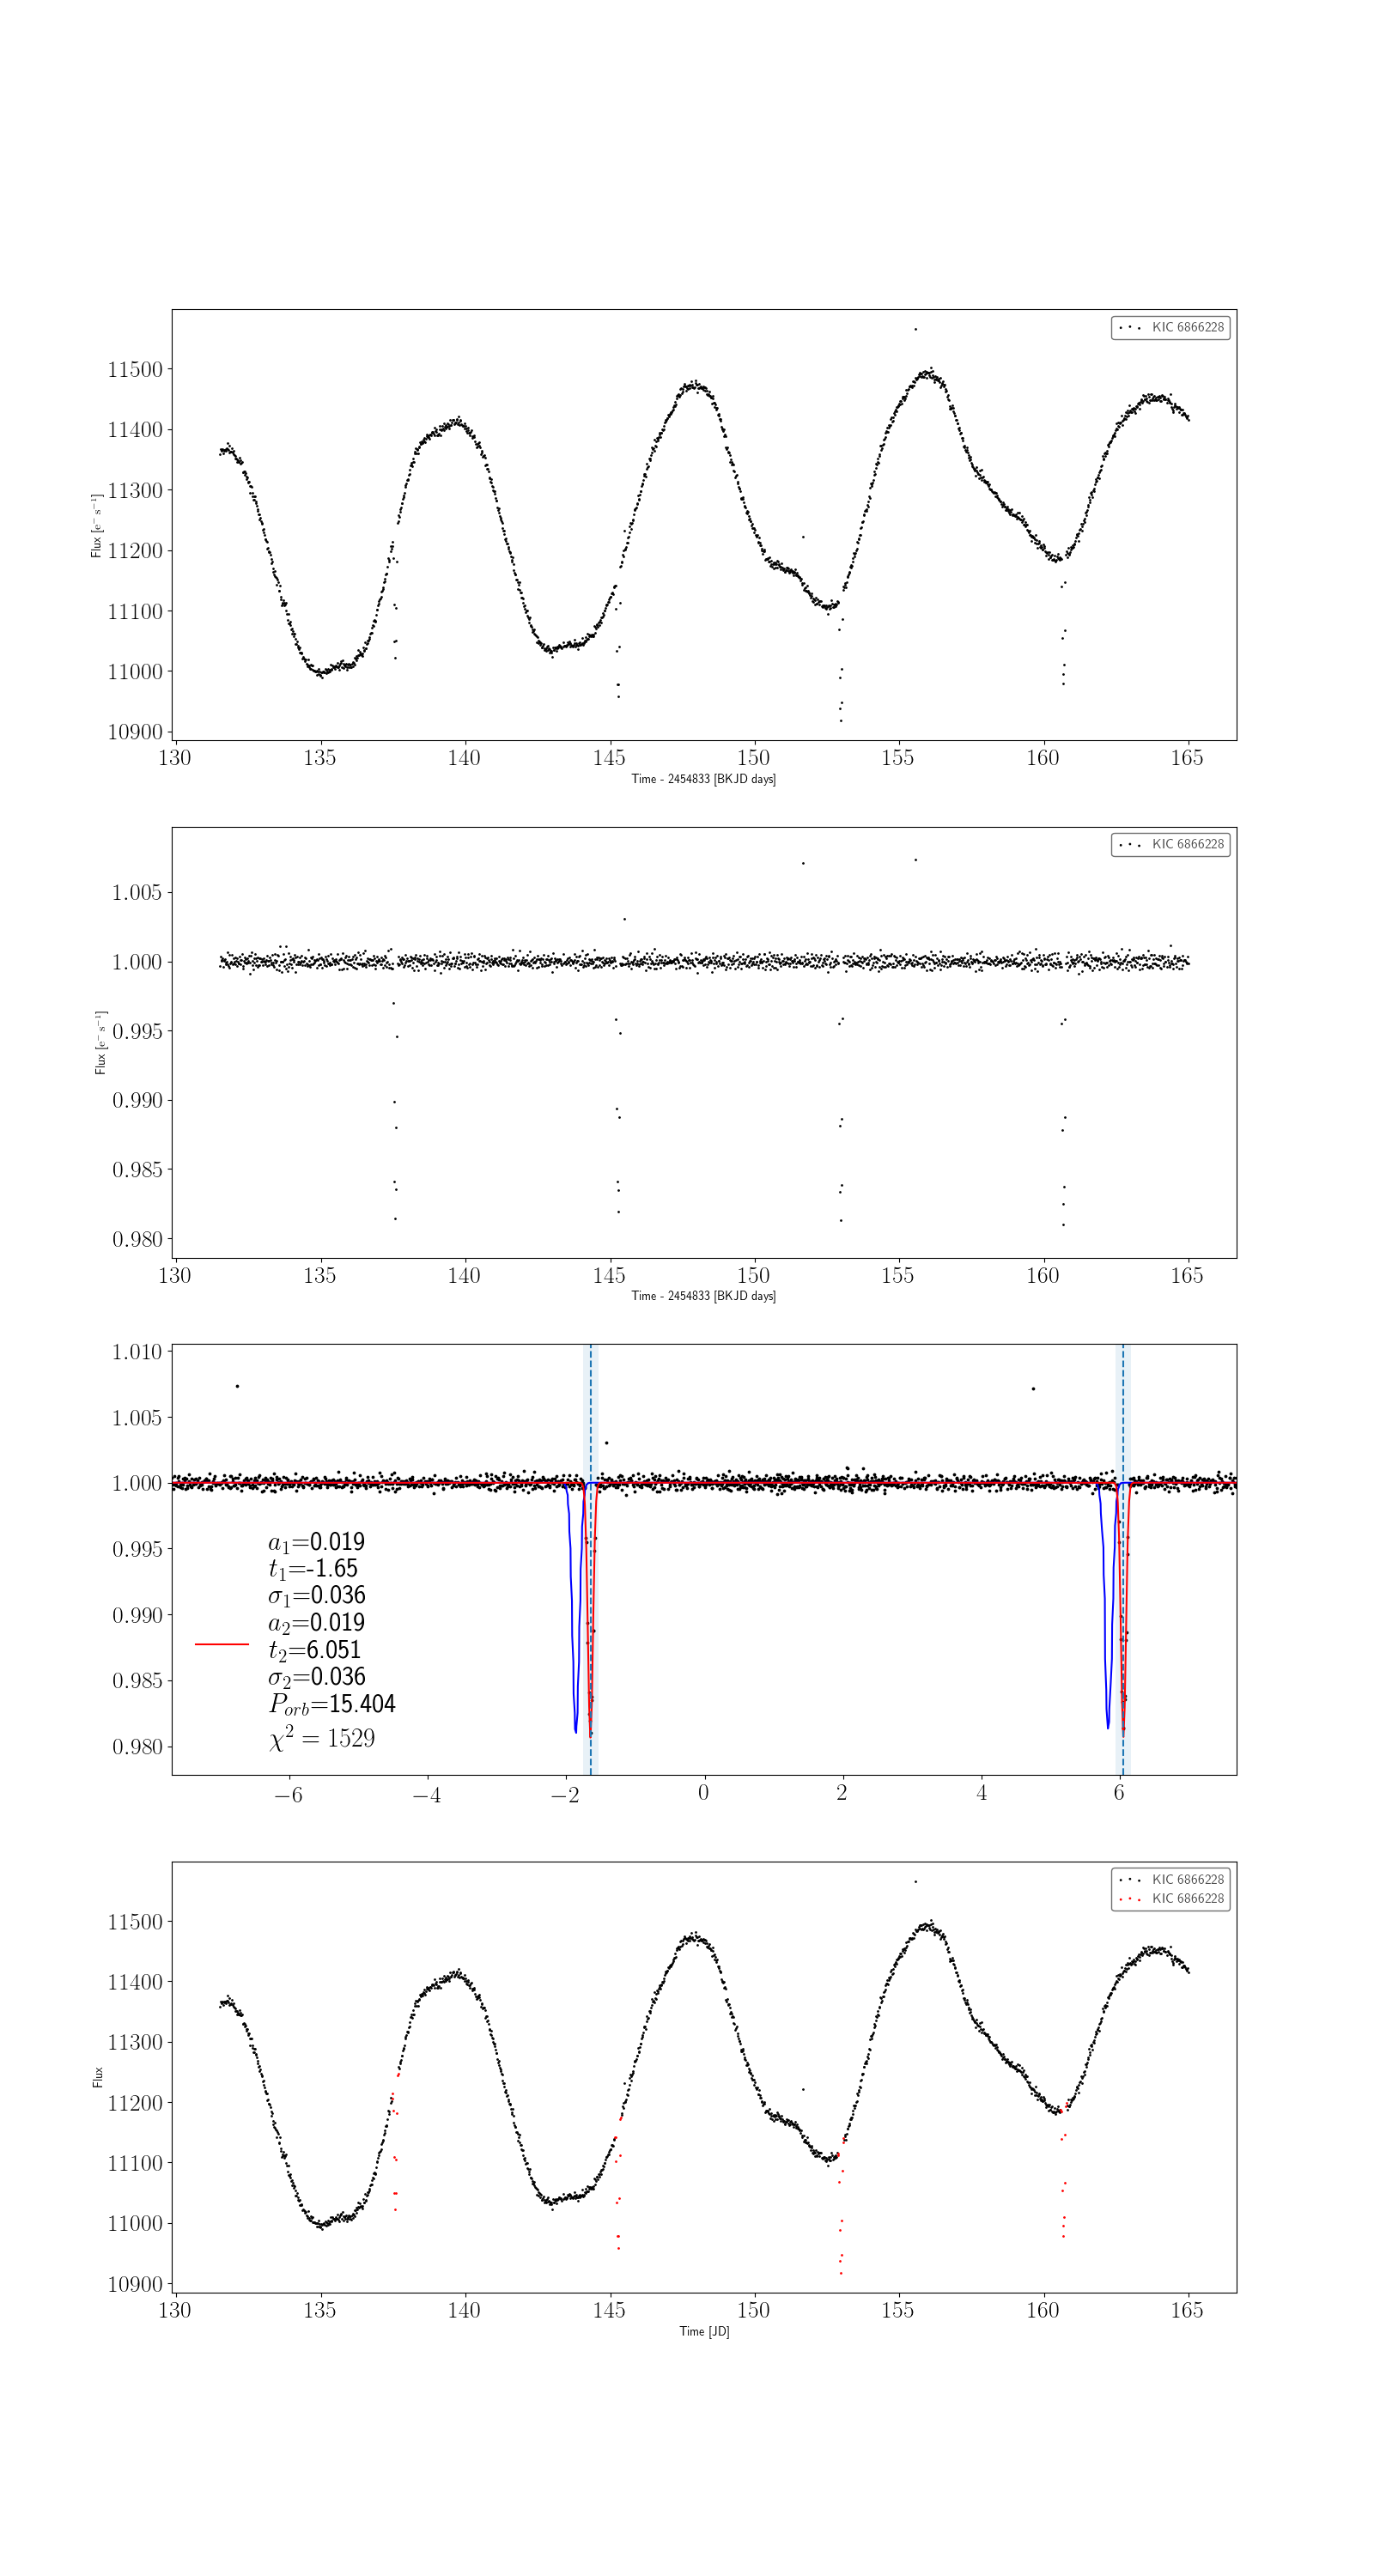 KIC 6866228
11500
11400
11300
11200
11100
11000
10900
Flux [e⁻ s⁻¹]
130 135 140 145 150 155 160 165
Time - 2454833 [BKJD days]
KIC 6866228
1.005
1.000
0.995
0.990
0.985
0.980
Flux [e⁻ s⁻¹]
130 135 140 145 150 155 160 165
Time - 2454833 [BKJD days]
1.010
1.005
1.000
0.995
0.990
0.985
0.980
a₁=0.019
t₁=-1.65
σ₁=0.036
a₂=0.019
t₂=6.051
σ₂=0.036
P_orb=15.404
χ² = 1529
−6 −4 −2 0 2 4 6
KIC 6866228
KIC 6866228
11500
11400
11300
11200
11100
11000
10900
Flux
130 135 140 145 150 155 160 165
Time [JD]